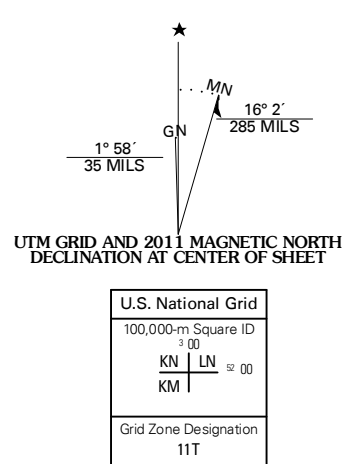 ★
MN
16° 2´
285 MILS
GN
1° 58´
35 MILS
UTM GRID AND 2011 MAGNETIC NORTH
DECLINATION AT CENTER OF SHEET
U.S. National Grid
100,000-m Square ID
3 00
KN LN 52 00
KM
Grid Zone Designation
11T